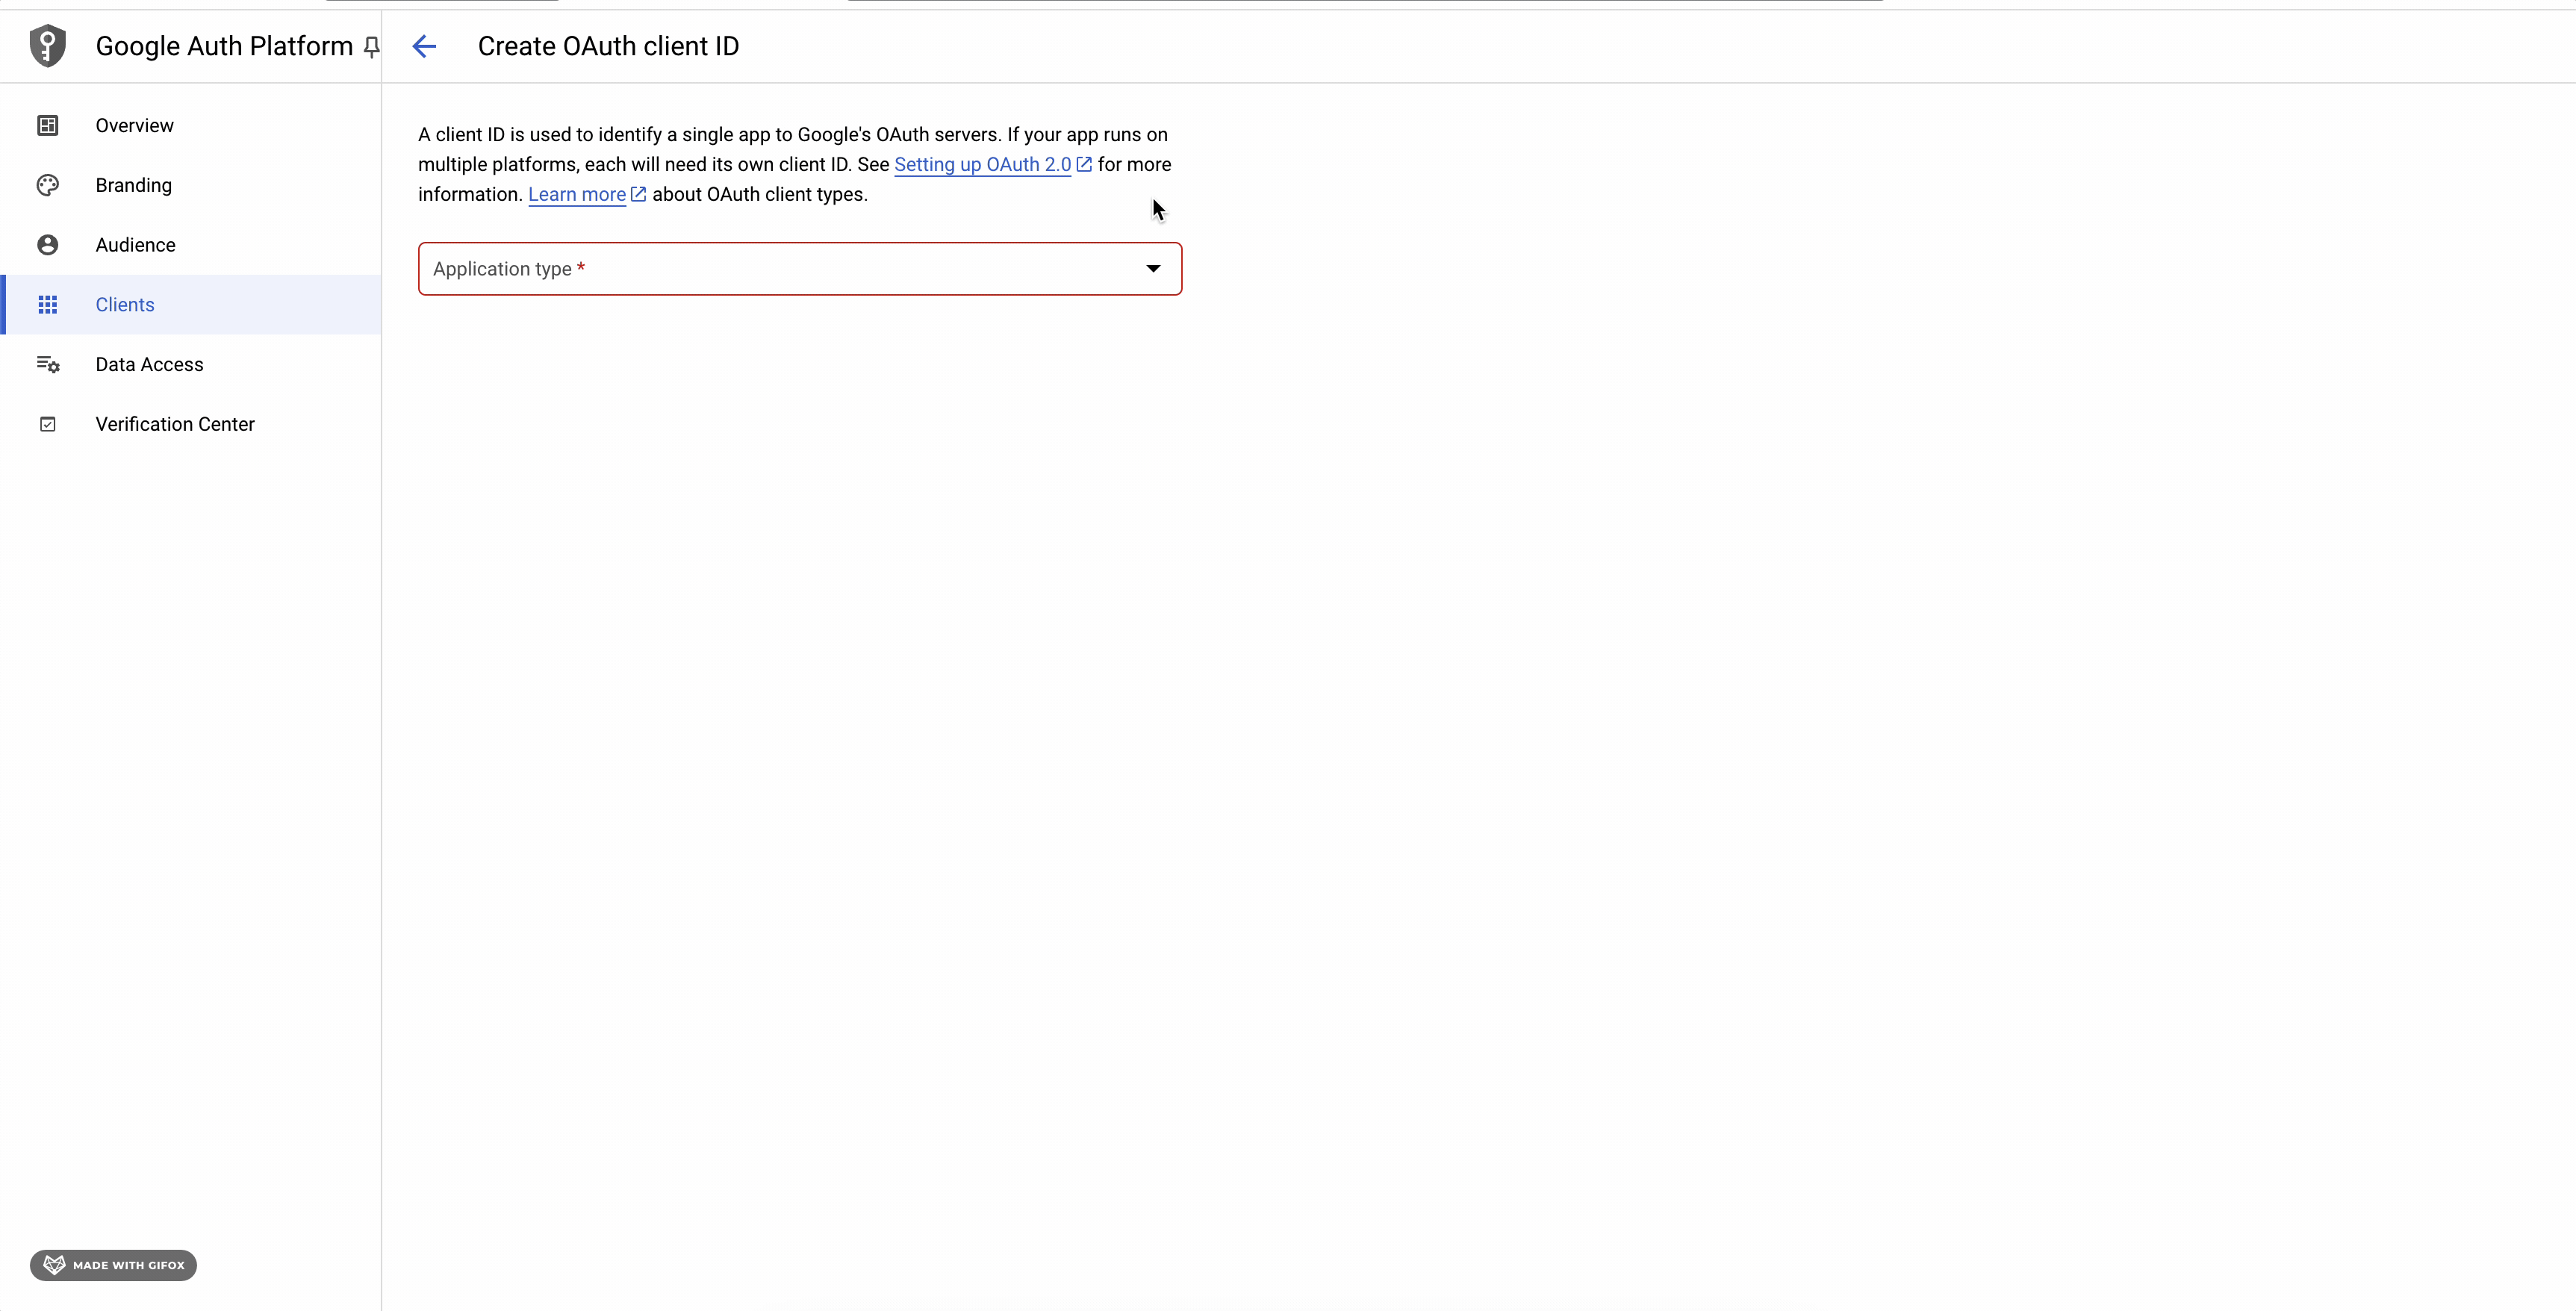 Google Auth Platform
Create OAuth client ID
Overview
Branding
Audience
Clients
Data Access
Verification Center
A client ID is used to identify a single app to Google's OAuth servers. If your app runs on
multiple platforms, each will need its own client ID. See Setting up OAuth 2.0 for more
information. Learn more about OAuth client types.
Application type *
MADE WITH GIFOX